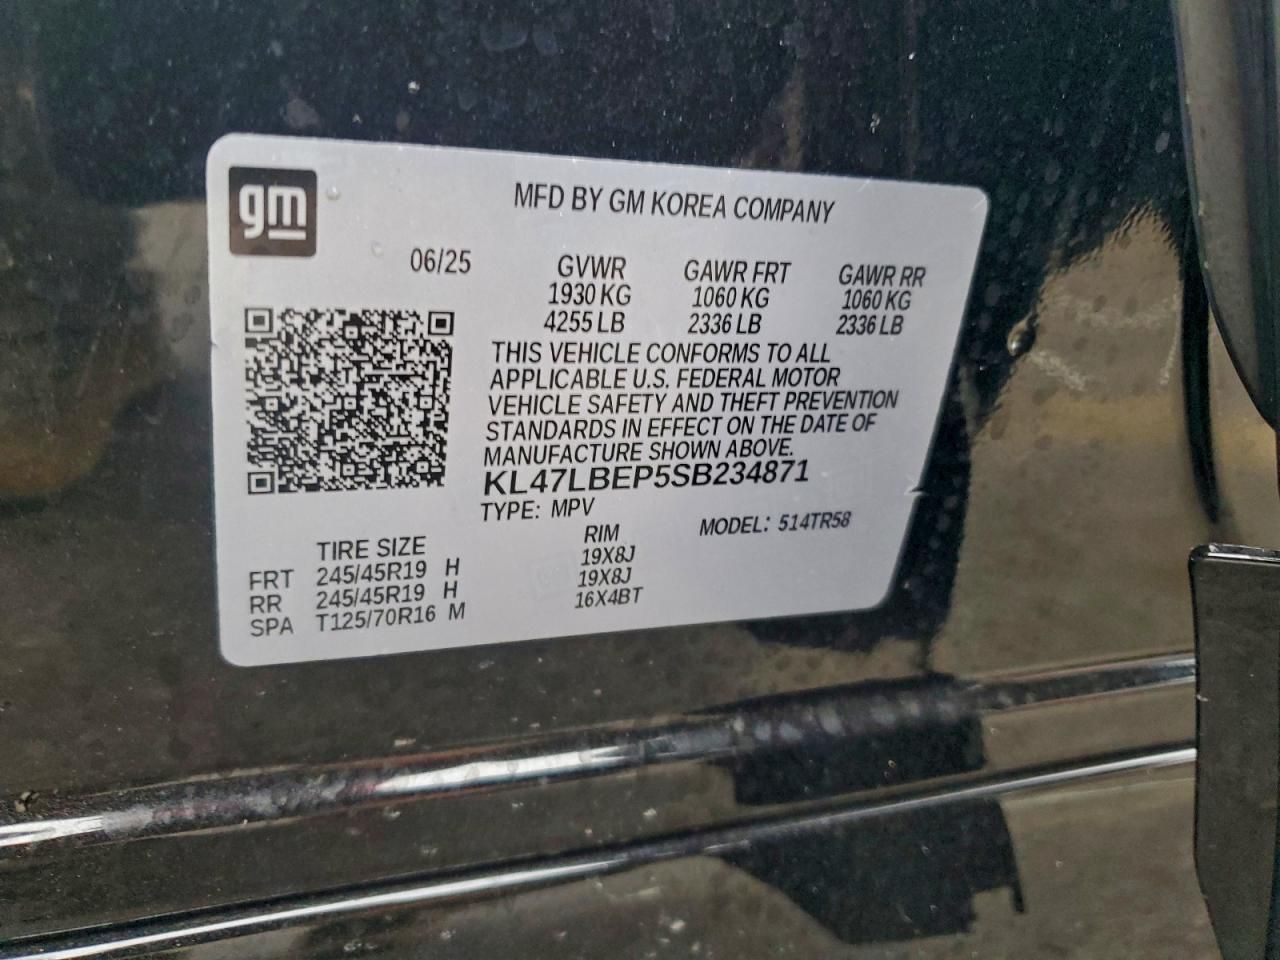 gm
MFD BY GM KOREA COMPANY
06/25
GVWR GAWR FRT GAWR RR
1930 KG 1060 KG 1060 KG
4255 LB 2336 LB 2336 LB
THIS VEHICLE CONFORMS TO ALL
APPLICABLE U.S. FEDERAL MOTOR
VEHICLE SAFETY AND THEFT PREVENTION
STANDARDS IN EFFECT ON THE DATE OF
MANUFACTURE SHOWN ABOVE.
KL47LBEP5SB234871
TYPE: MPV MODEL: 514TR58
TIRE SIZE RIM
FRT 245/45R19 H 19X8J
RR 245/45R19 H 19X8J
SPA T125/70R16 M 16X4BT